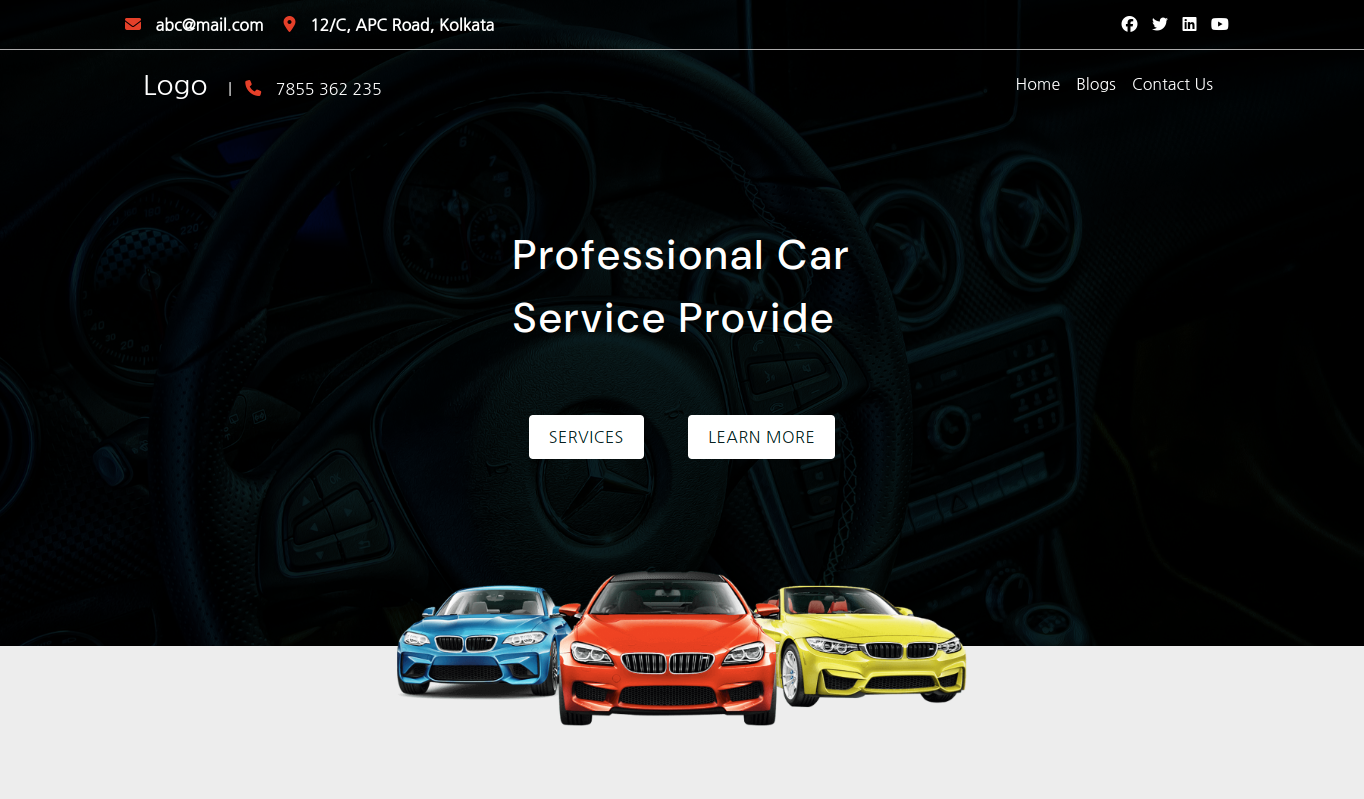 abc@mail.com 12/C, APC Road, Kolkata
Logo | 7855 362 235 Home Blogs Contact Us
Professional Car
Service Provide
SERVICES LEARN MORE